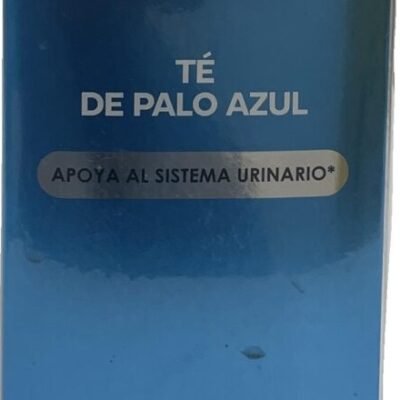 TÉ
DE PALO AZUL
APOYA AL SISTEMA URINARIO*